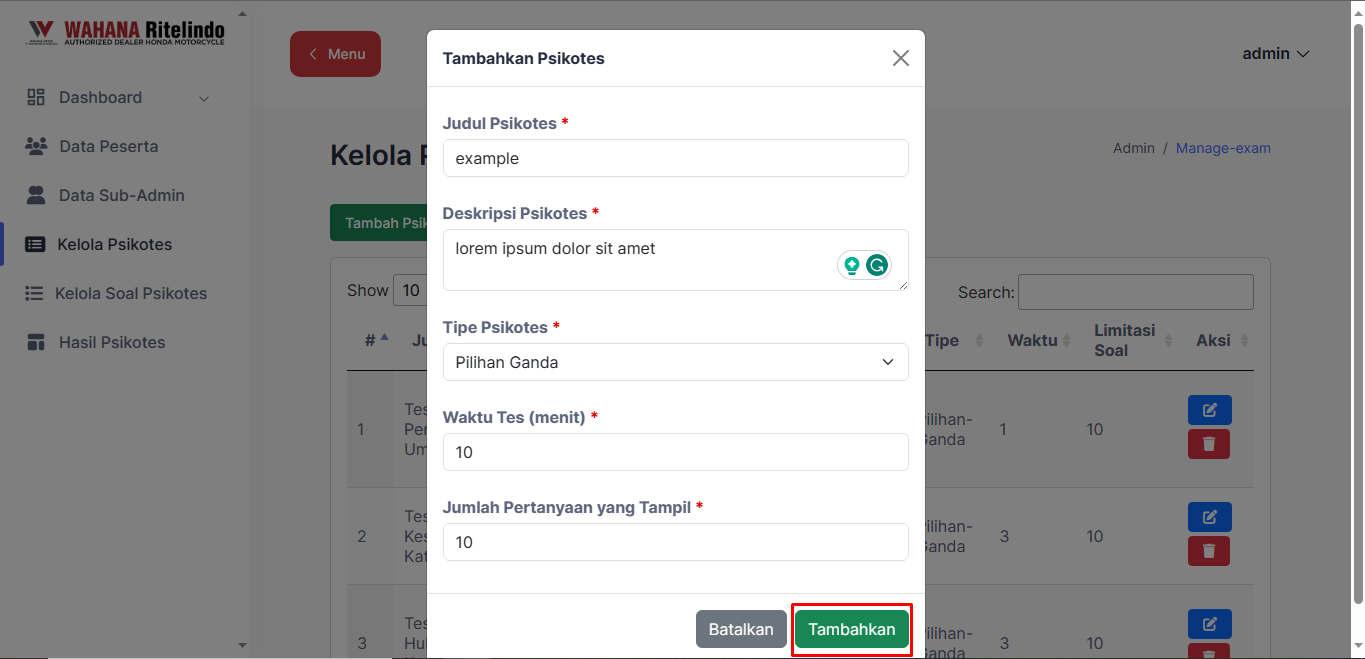 WAHANA Ritelindo
AUTHORIZED DEALER HONDA MOTORCYCLE
Menu
admin
Dashboard
Data Peserta
Data Sub-Admin
Kelola Psikotes
Kelola Soal Psikotes
Hasil Psikotes
Kelola
Admin / Manage-exam
Tambah Psik
Show 10
Search:
# Ju Tipe Waktu Limitasi Soal Aksi
1 Tes Per Um ilihan-Ganda 1 10
2 Tes Kes Kat ilihan-Ganda 3 10
3 Tes Hu ilihan-Ganda 3 10
Tambahkan Psikotes
Judul Psikotes *
example
Deskripsi Psikotes *
lorem ipsum dolor sit amet
Tipe Psikotes *
Pilihan Ganda
Waktu Tes (menit) *
10
Jumlah Pertanyaan yang Tampil *
10
Batalkan
Tambahkan